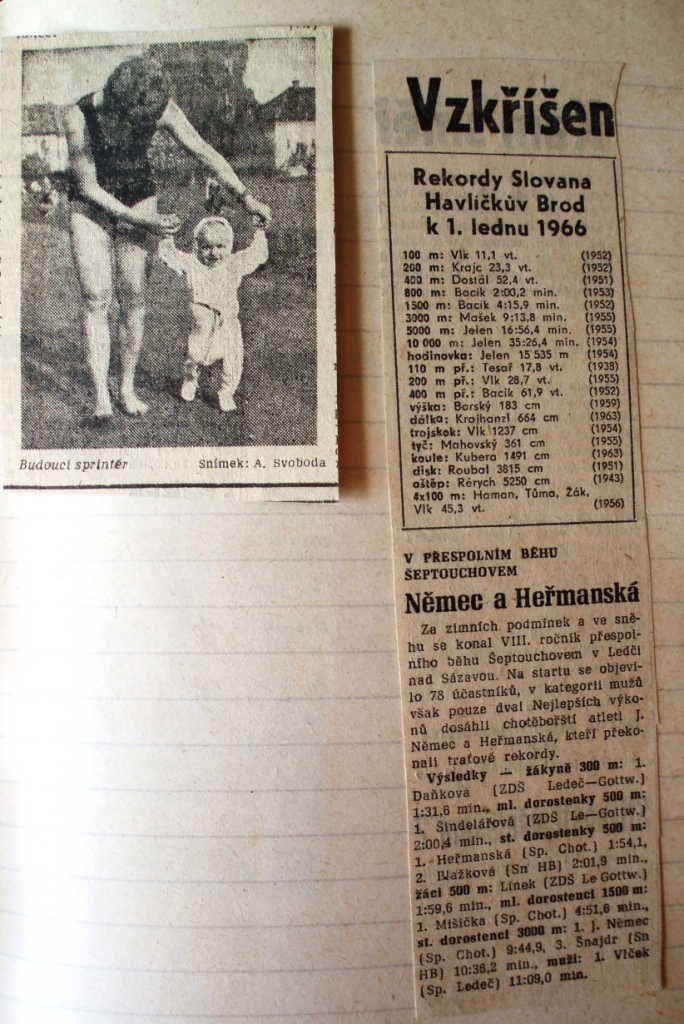 Budoucí sprintér Snímek: A. Svoboda
Vzkříšen
Rekordy Slovana
Havlíčkův Brod
k 1. lednu 1966
100 m: Vlk 11,1 vt. (1952)
200 m: Krajc 23,3 vt. (1952)
400 m: Dostál 52,4 vt. (1951)
800 m: Bacík 2:00,2 min. (1953)
1500 m: Bacík 4:15,9 min. (1952)
3000 m: Mašek 9:13,8 min. (1955)
5000 m: Jelen 16:56,4 min. (1955)
10 000 m: Jelen 35:26,4 min. (1954)
hodinovka: Jelen 15 535 m (1954)
110 m př.: Tesař 17,8 vt. (1938)
200 m př.: Vlk 28,7 vt. (1955)
400 m př.: Bacík 61,9 vt. (1952)
výška: Borský 183 cm (1959)
dálka: Krajhanzl 664 cm (1963)
trojskok: Vlk 1237 cm (1954)
tyč: Mahovský 361 cm (1955)
koule: Kubera 1491 cm (1963)
disk: Roubal 3815 cm (1951)
oštěp: Rérych 5250 cm (1943)
4x100 m: Haman, Tůma, Žák,
Vlk 45,3 vt. (1956)
V PŘESPOLNÍM BĚHU
ŠEPTOUCHOVEM
Němec a Heřmanská
Za zimních podmínek a ve sně-
hu se konal VIII. ročník přespol-
ního běhu Šeptouchovem v Ledči
nad Sázavou. Na startu se objevi-
lo 78 účastníků, v kategorii mužů
však pouze dva! Nejlepších výko-
nů dosáhli chotěbořští atleti J.
Němec a Heřmanská, kteří překo-
nali traťové rekordy.
Výsledky — žákyně 300 m: 1.
Daňková (ZDŠ Ledeč—Gottw.)
1:31,6 min., ml. dorostenky 500 m:
1. Šindelářová (ZDŠ Le—Gottw.)
2:00,4 min., st. dorostenky 500 m:
1. Heřmanská (Sp. Chot.) 1:54,1,
2. Blažková (Sn HB) 2:01,9 min.,
žáci 500 m: Línek (ZDŠ Le Gottw.)
1:59,6 min., ml. dorostenci 1500 m:
1. Mišička (Sp. Chot.) 4:51,6 min.,
st. dorostenci 3000 m: 1. J. Němec
(Sp. Chot.) 9:44,9, 3. Šnajdr (Sn
HB) 10:36,2 min., muži: 1. Vlček
(Sp. Ledeč) 11:09,0 min.